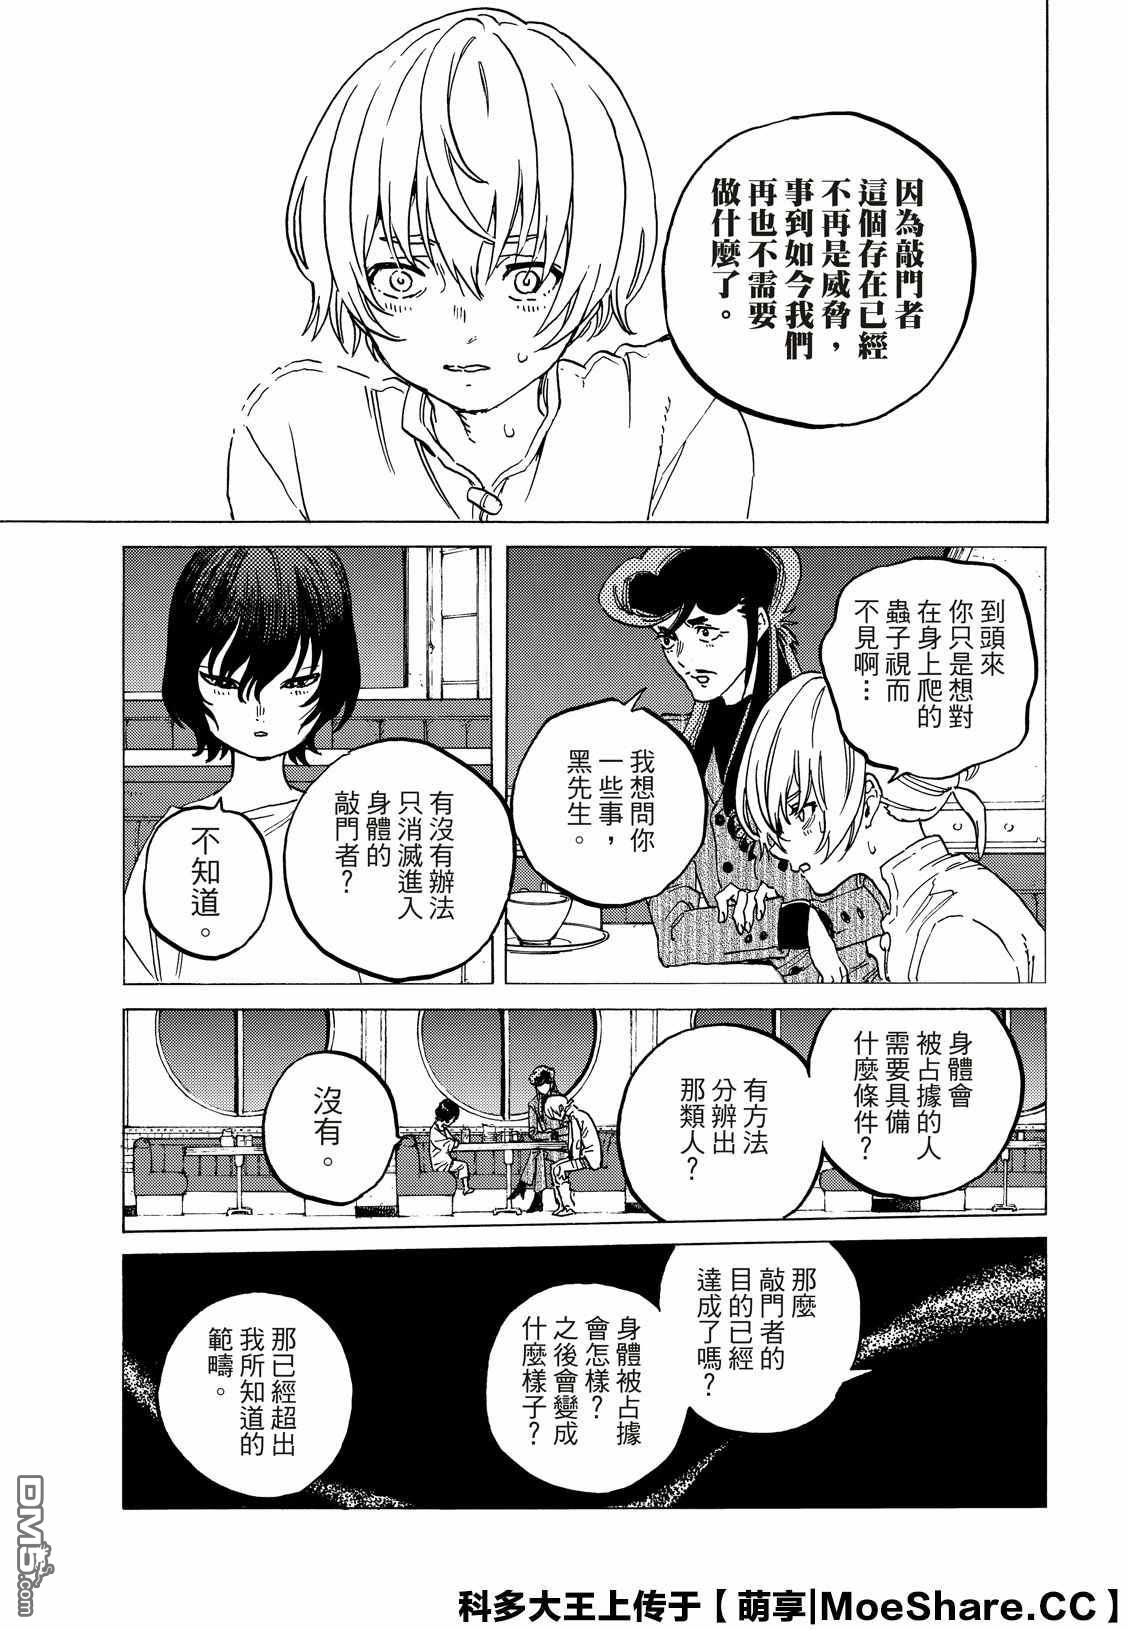 因為敲門者
這個存在已經
不再是威脅，
事到如今我們
再也不需要
做什麼了。
到頭來
你只是想對
在身上爬的
蟲子視而
不見啊…
我想問你
一些事，
黑先生。
有沒有辦法
只消滅進入
身體的
敲門者？
不知道。
身體會
被占據的人
需要具備
什麼條件？
有方法
分辨出
那類人？
沒有。
那麼
敲門者的
目的已經
達成了嗎？
身體被占據
會怎樣？
之後會變成
什麼樣子？
那已經超出
我所知道的
範疇。
DM5.com
科多大王上传于【萌享|MoeShare.CC】